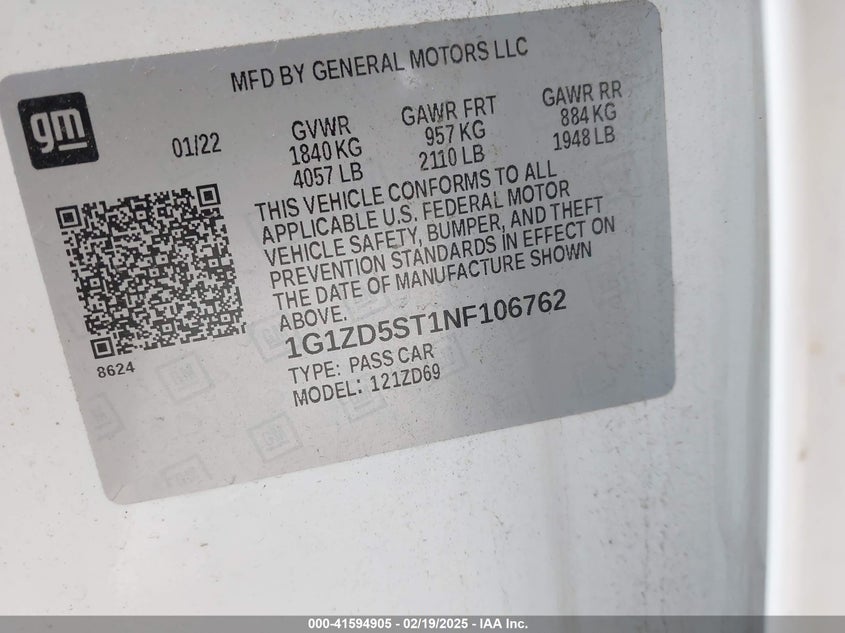 MFD BY GENERAL MOTORS LLC
gm
01/22
GVWR
1840 KG
4057 LB
GAWR FRT
957 KG
2110 LB
GAWR RR
884 KG
1948 LB
THIS VEHICLE CONFORMS TO ALL
APPLICABLE U.S. FEDERAL MOTOR
VEHICLE SAFETY, BUMPER, AND THEFT
PREVENTION STANDARDS IN EFFECT ON
THE DATE OF MANUFACTURE SHOWN
ABOVE.
1G1ZD5ST1NF106762
TYPE: PASS CAR
MODEL: 121ZD69
8624
000-41594905 - 02/19/2025 - IAA Inc.